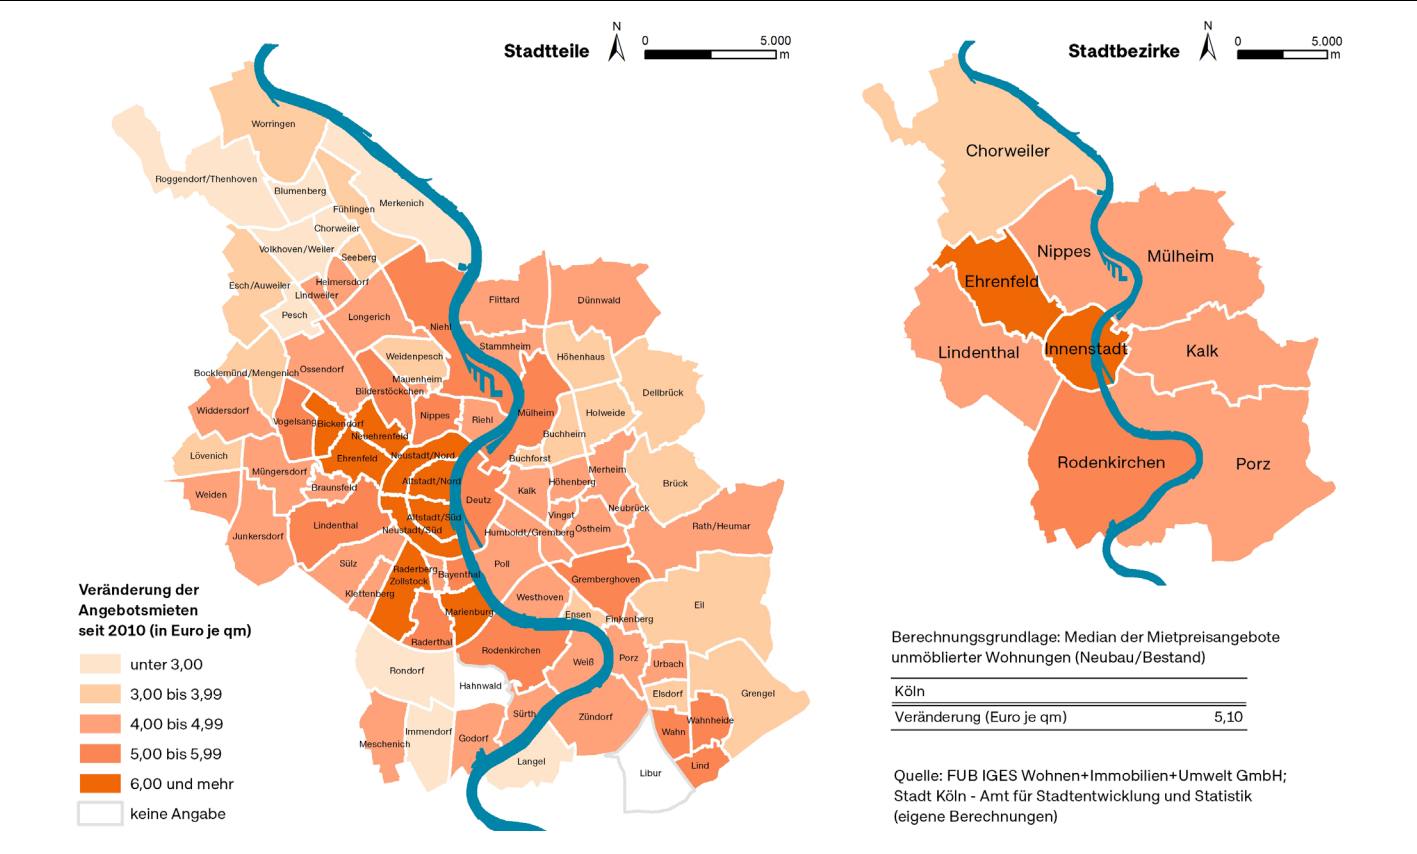 Stadtteile
N
0
5.000
m
Stadtbezirke
N
0
5.000
m
Worringen
Roggendorf/Thenhoven
Blumenberg
Fühlingen
Merkenich
Chorweiler
Volkhoven/Weiler
Seeberg
Esch/Auweiler
Heimersdorf
Lindweiler
Pesch
Longerich
Niehl
Flittard
Dünnwald
Stammheim
Weidenpesch
Höhenhaus
Bocklemünd/Mengenich
Ossendorf
Mauenheim
Bilderstöckchen
Dellbrück
Widdersdorf
Vogelsang
Bickendorf
Nippes
Riehl
Mülheim
Holweide
Neuehrenfeld
Buchheim
Lövenich
Ehrenfeld
Neustadt/Nord
Buchforst
Müngersdorf
Merheim
Braunsfeld
Altstadt/Nord
Höhenberg
Brück
Weiden
Kalk
Deutz
Neubrück
Lindenthal
Altstadt/Süd
Vingst
Neustadt/Süd
Ostheim
Rath/Heumar
Junkersdorf
Humboldt/Gremberg
Sülz
Raderberg
Poll
Zollstock
Bayenthal
Gremberghoven
Klettenberg
Westhoven
Eil
Marienburg
Ensen
Finkenberg
Raderthal
Rodenkirchen
Weiß
Porz
Urbach
Rondorf
Hahnwald
Elsdorf
Grengel
Sürth
Zündorf
Wahnheide
Immendorf
Wahn
Meschenich
Godorf
Langel
Lind
Libur
Chorweiler
Nippes
Mülheim
Ehrenfeld
Lindenthal
Innenstadt
Kalk
Rodenkirchen
Porz
Veränderung der
Angebotsmieten
seit 2010 (in Euro je qm)
unter 3,00
3,00 bis 3,99
4,00 bis 4,99
5,00 bis 5,99
6,00 und mehr
keine Angabe
Berechnungsgrundlage: Median der Mietpreisangebote
unmöblierter Wohnungen (Neubau/Bestand)
Köln
Veränderung (Euro je qm) 5,10
Quelle: FUB IGES Wohnen+Immobilien+Umwelt GmbH;
Stadt Köln - Amt für Stadtentwicklung und Statistik
(eigene Berechnungen)